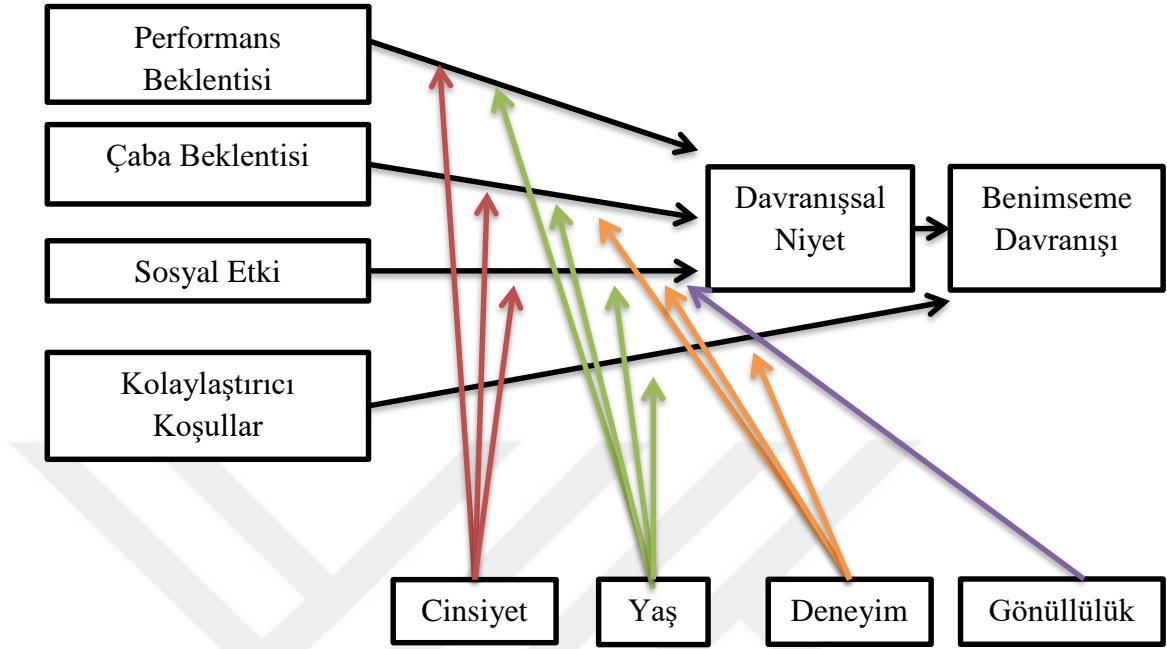 Performans
Beklentisi
Çaba Beklentisi
Sosyal Etki
Kolaylaştırıcı
Koşullar
Davranışsal
Niyet
Benimseme
Davranışı
Cinsiyet
Yaş
Deneyim
Gönüllülük